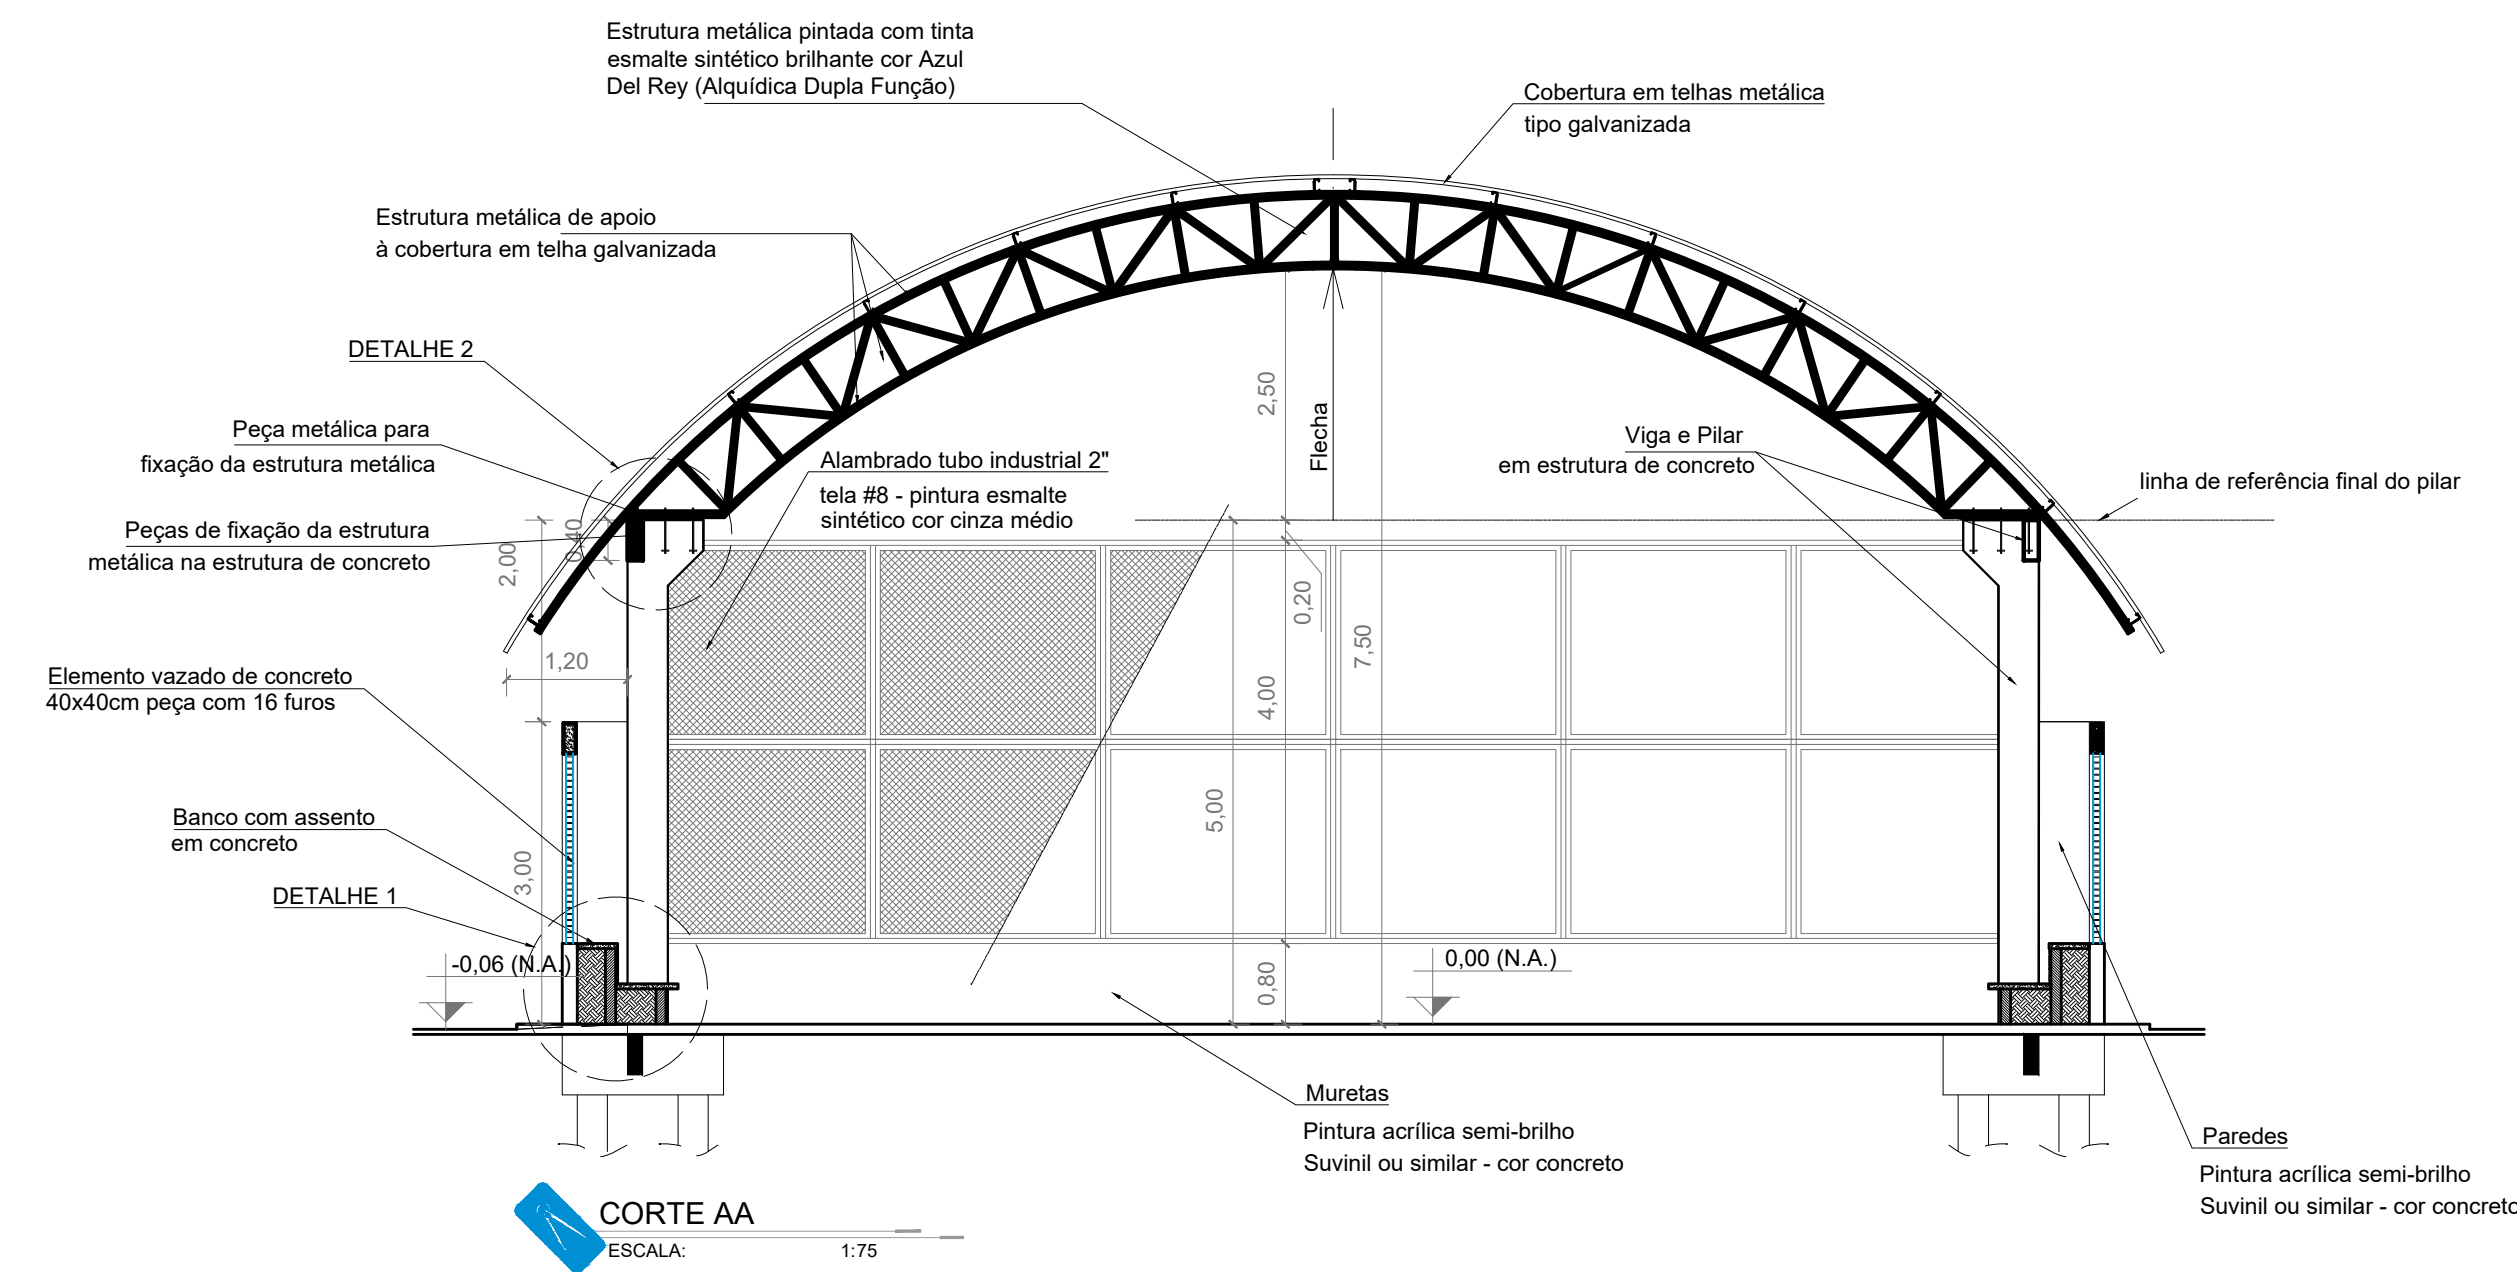 Estrutura metálica pintada com tinta
esmalte sintético brilhante cor Azul
Del Rey (Alquídica Dupla Função)
Cobertura em telhas metálica
tipo galvanizada
Estrutura metálica de apoio
à cobertura em telha galvanizada
DETALHE 2
Peça metálica para
fixação da estrutura metálica
Peças de fixação da estrutura
metálica na estrutura de concreto
Alambrado tubo industrial 2"
tela #8 - pintura esmalte
sintético cor cinza médio
2,50
Flecha
Viga e Pilar
em estrutura de concreto
linha de referência final do pilar
2,00
0,40
1,20
0,20
7,50
4,00
5,00
0,80
Elemento vazado de concreto
40x40cm peça com 16 furos
Banco com assento
em concreto
3,00
DETALHE 1
-0,06 (N.A.)
0,00 (N.A.)
Muretas
Pintura acrílica semi-brilho
Suvinil ou similar - cor concreto
Paredes
Pintura acrílica semi-brilho
Suvinil ou similar - cor concreto
CORTE AA
ESCALA: 1:75